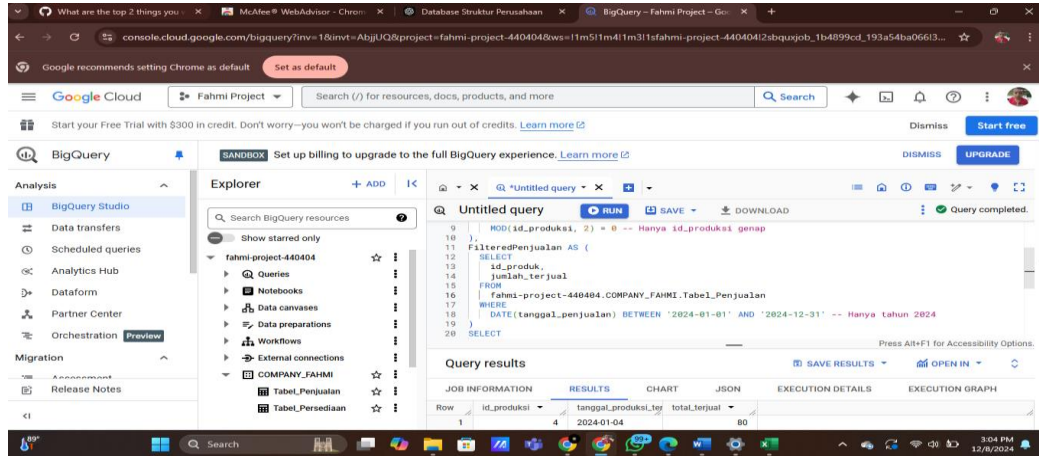 What are the top 2 things you
McAfee® WebAdvisor - Chrom
Database Struktur Perusahaan
BigQuery – Fahmi Project – Goo
console.cloud.google.com/bigquery?inv=1&invt=AbjjUQ&project=fahmi-project-440404&ws=!1m5!1m4!1m3!1sfahmi-project-440404!2sbquxjob_1b4899cd_193a54ba066!3...
Google recommends setting Chrome as default
Set as default
Google Cloud
Fahmi Project
Search (/) for resources, docs, products, and more
Search
Start your Free Trial with $300 in credit. Don't worry—you won't be charged if you run out of credits. Learn more
Dismiss
Start free
BigQuery
SANDBOX Set up billing to upgrade to the full BigQuery experience. Learn more
DISMISS
UPGRADE
Analysis
BigQuery Studio
Data transfers
Scheduled queries
Analytics Hub
Dataform
Partner Center
Orchestration Preview
Migration
Release Notes
Explorer
+ ADD
Search BigQuery resources
Show starred only
fahmi-project-440404
Queries
Notebooks
Data canvases
Data preparations
Workflows
External connections
COMPANY_FAHMI
Tabel_Penjualan
Tabel_Persediaan
*Untitled query
Untitled query
RUN
SAVE
DOWNLOAD
Query completed.
9 MOD(id_produksi, 2) = 0 -- Hanya id_produksi genap
10 ),
11 FilteredPenjualan AS (
12 SELECT
13 id_produk,
14 jumlah_terjual
15 FROM
16 fahmi-project-440404.COMPANY_FAHMI.Tabel_Penjualan
17 WHERE
18 DATE(tanggal_penjualan) BETWEEN '2024-01-01' AND '2024-12-31' -- Hanya tahun 2024
19 )
20 SELECT
Press Alt+F1 for Accessibility Options.
Query results
SAVE RESULTS
OPEN IN
JOB INFORMATION
RESULTS
CHART
JSON
EXECUTION DETAILS
EXECUTION GRAPH
Row id_produksi tanggal_produksi_ter total_terjual
1 4 2024-01-04 80
89°
Search
99+
3:04 PM
12/8/2024